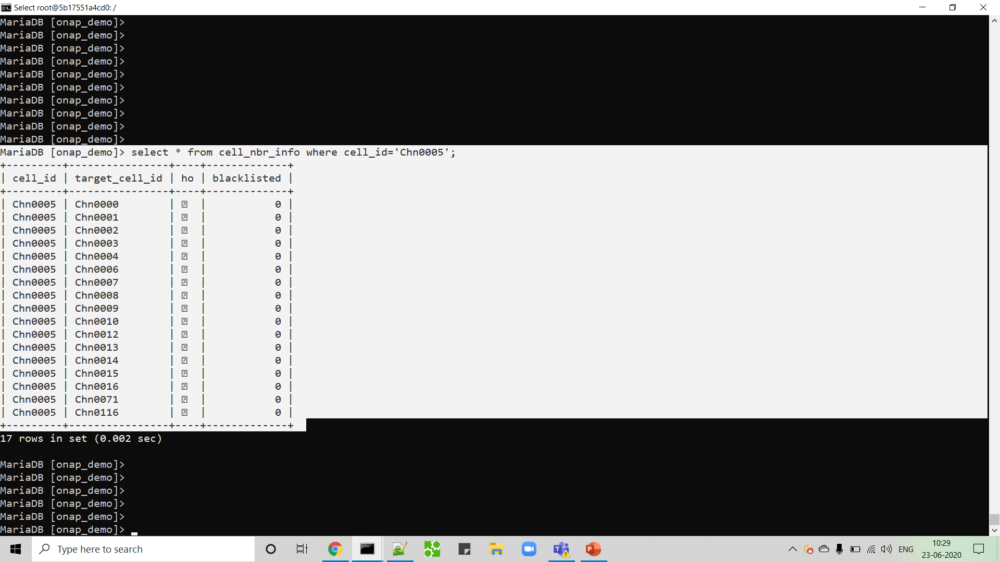 Select root@5b17551a4cd0: /
MariaDB [onap_demo]>
MariaDB [onap_demo]>
MariaDB [onap_demo]>
MariaDB [onap_demo]>
MariaDB [onap_demo]>
MariaDB [onap_demo]>
MariaDB [onap_demo]>
MariaDB [onap_demo]>
MariaDB [onap_demo]>
MariaDB [onap_demo]>
MariaDB [onap_demo]> select * from cell_nbr_info where cell_id='Chn0005';
+---------+----------------+----+-------------+
| cell_id | target_cell_id | ho | blacklisted |
+---------+----------------+----+-------------+
| Chn0005 | Chn0000 | ⍰ | 0 |
| Chn0005 | Chn0001 | ⍰ | 0 |
| Chn0005 | Chn0002 | ⍰ | 0 |
| Chn0005 | Chn0003 | ⍰ | 0 |
| Chn0005 | Chn0004 | ⍰ | 0 |
| Chn0005 | Chn0006 | ⍰ | 0 |
| Chn0005 | Chn0007 | ⍰ | 0 |
| Chn0005 | Chn0008 | ⍰ | 0 |
| Chn0005 | Chn0009 | ⍰ | 0 |
| Chn0005 | Chn0010 | ⍰ | 0 |
| Chn0005 | Chn0012 | ⍰ | 0 |
| Chn0005 | Chn0013 | ⍰ | 0 |
| Chn0005 | Chn0014 | ⍰ | 0 |
| Chn0005 | Chn0015 | ⍰ | 0 |
| Chn0005 | Chn0016 | ⍰ | 0 |
| Chn0005 | Chn0071 | ⍰ | 0 |
| Chn0005 | Chn0116 | ⍰ | 0 |
+---------+----------------+----+-------------+
17 rows in set (0.002 sec)
MariaDB [onap_demo]>
MariaDB [onap_demo]>
MariaDB [onap_demo]>
MariaDB [onap_demo]>
MariaDB [onap_demo]>
MariaDB [onap_demo]>
Type here to search
ENG
10:29
23-06-2020